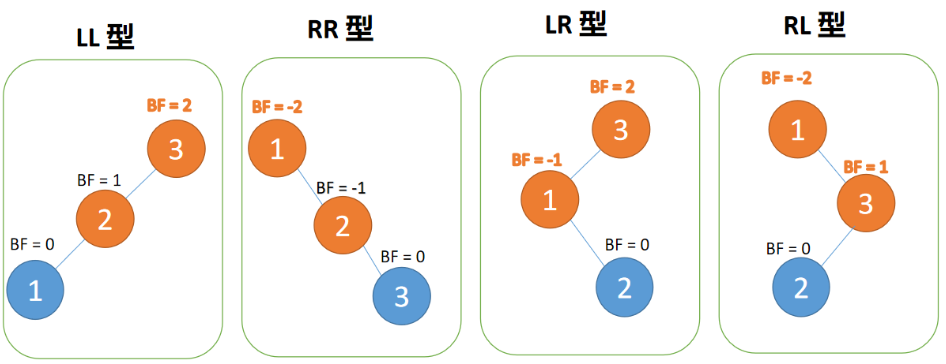 LL 型
BF = 2
3
BF = 1
2
BF = 0
1
RR 型
BF = -2
1
BF = -1
2
BF = 0
3
LR 型
BF = 2
3
BF = -1
1
BF = 0
2
RL 型
BF = -2
1
BF = 1
3
BF = 0
2